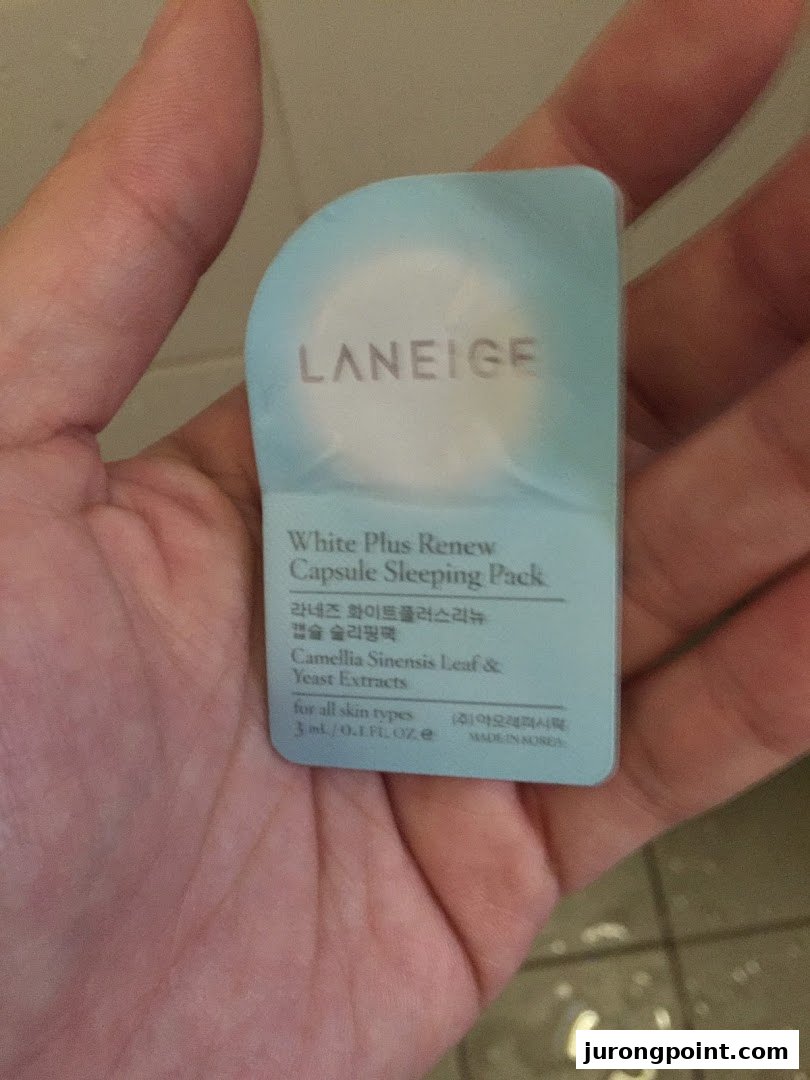 LANEIGE
White Plus Renew
Capsule Sleeping Pack
라네즈 화이트플러스리뉴
캡슐 슬리핑팩
Camellia Sinensis Leaf &
Yeast Extracts
for all skin types
3 mL / 0.1 FL. OZ ℮
(주)아모레퍼시픽
MADE IN KOREA
jurongpoint.com